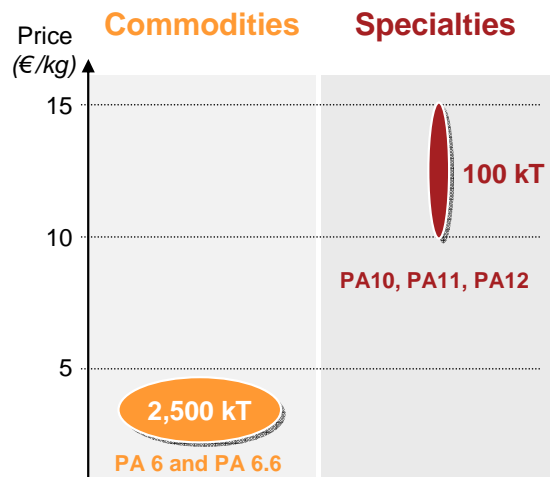 Commodities
Specialties
Price
(€/kg)
15
100 kT
10
PA10, PA11, PA12
5
2,500 kT
PA 6 and PA 6.6